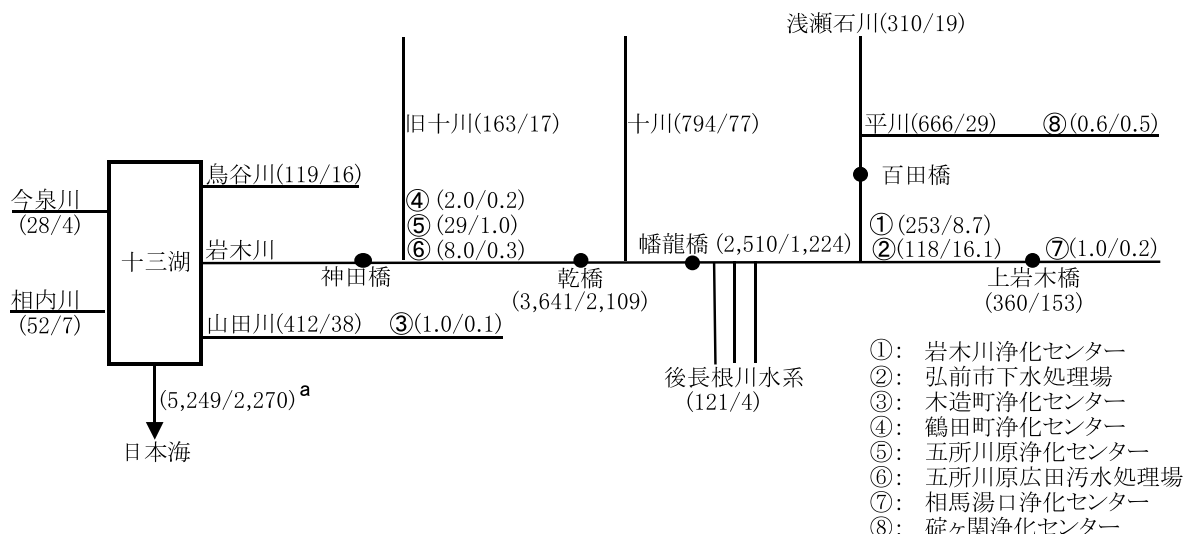 浅瀬石川(310/19)
旧十川(163/17)
十川(794/77)
平川(666/29)
⑧(0.6/0.5)
鳥谷川(119/16)
百田橋
今泉川
(28/4)
④ (2.0/0.2)
⑤ (29/1.0)
⑥ (8.0/0.3)
① (253/8.7)
②(118/16.1)
⑦(1.0/0.2)
岩木川
十三湖
幡龍橋 (2,510/1,224)
神田橋
乾橋
(3,641/2,109)
上岩木橋
(360/153)
相内川
(52/7)
山田川(412/38)
③(1.0/0.1)
後長根川水系
(121/4)
(5,249/2,270)a
日本海
①: 岩木川浄化センター
②: 弘前市下水処理場
③: 木造町浄化センター
④: 鶴田町浄化センター
⑤: 五所川原浄化センター
⑥: 五所川原広田汚水処理場
⑦: 相馬湯口浄化センター
⑧: 碇ヶ関浄化センター